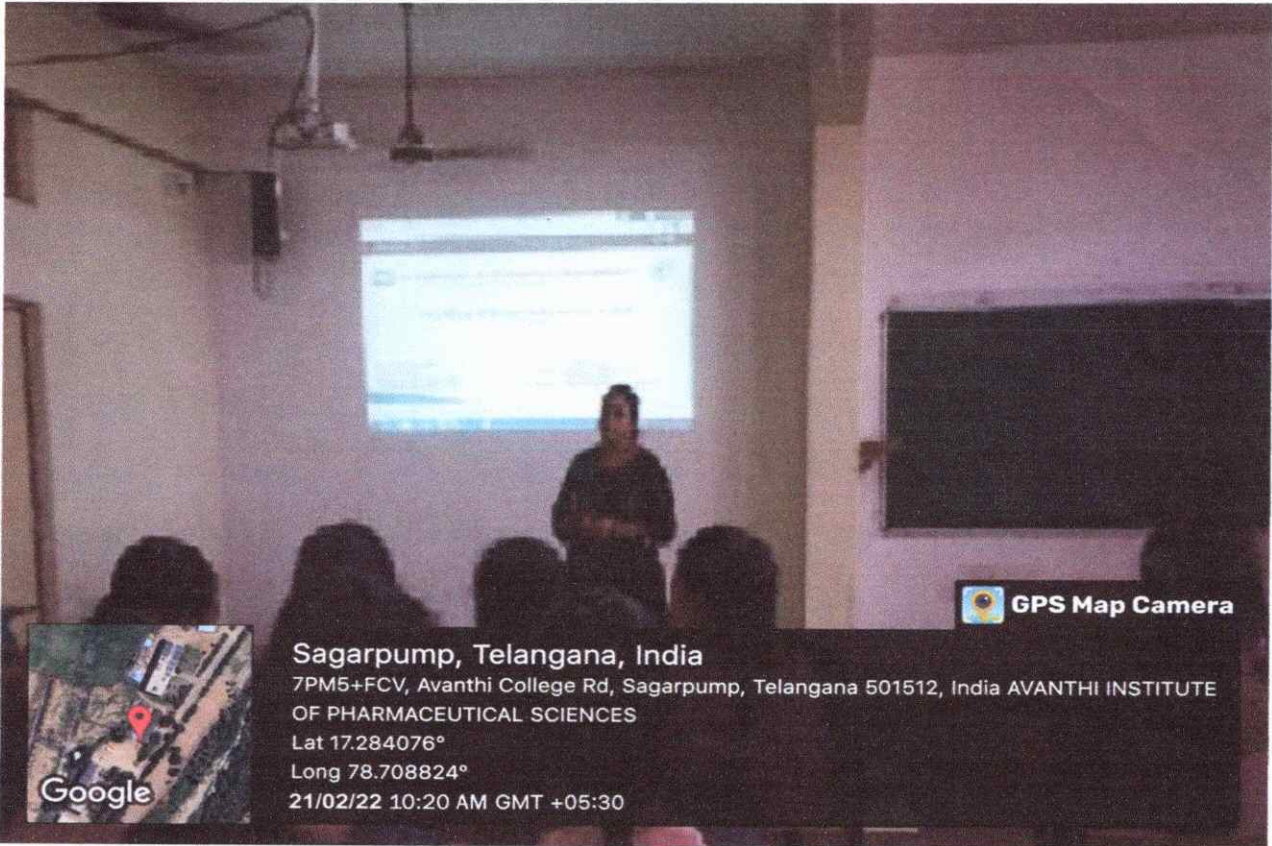 GPS Map Camera
Sagarpump, Telangana, India
7PM5+FCV, Avanthi College Rd, Sagarpump, Telangana 501512, India AVANTHI INSTITUTE
OF PHARMACEUTICAL SCIENCES
Lat 17.284076°
Long 78.708824°
21/02/22 10:20 AM GMT +05:30
Google